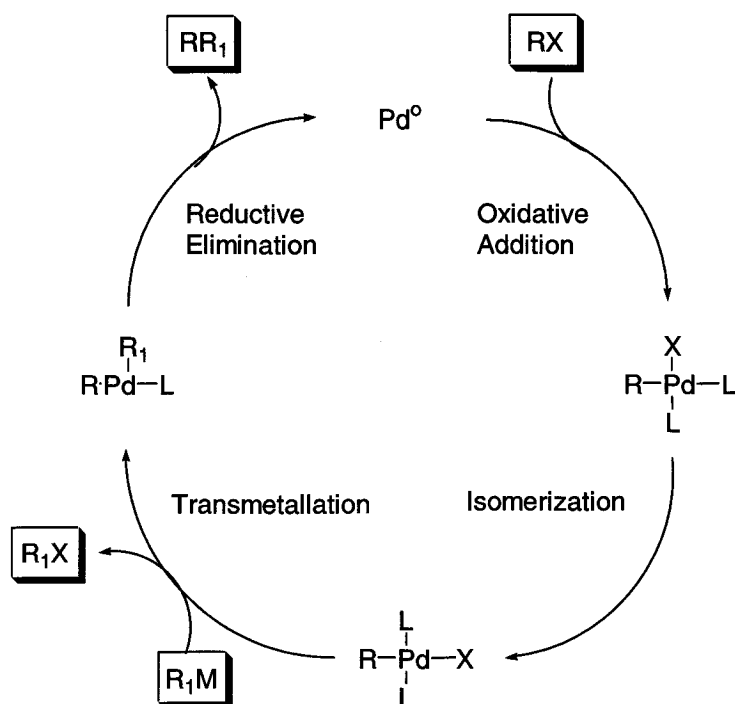 RR₁
RX
Pd⁰
Reductive
Elimination
Oxidative
Addition
X
R–Pd–L
L
Isomerization
L
R–Pd–X
L
R₁M
R₁X
Transmetallation
R₁
R·Pd–L